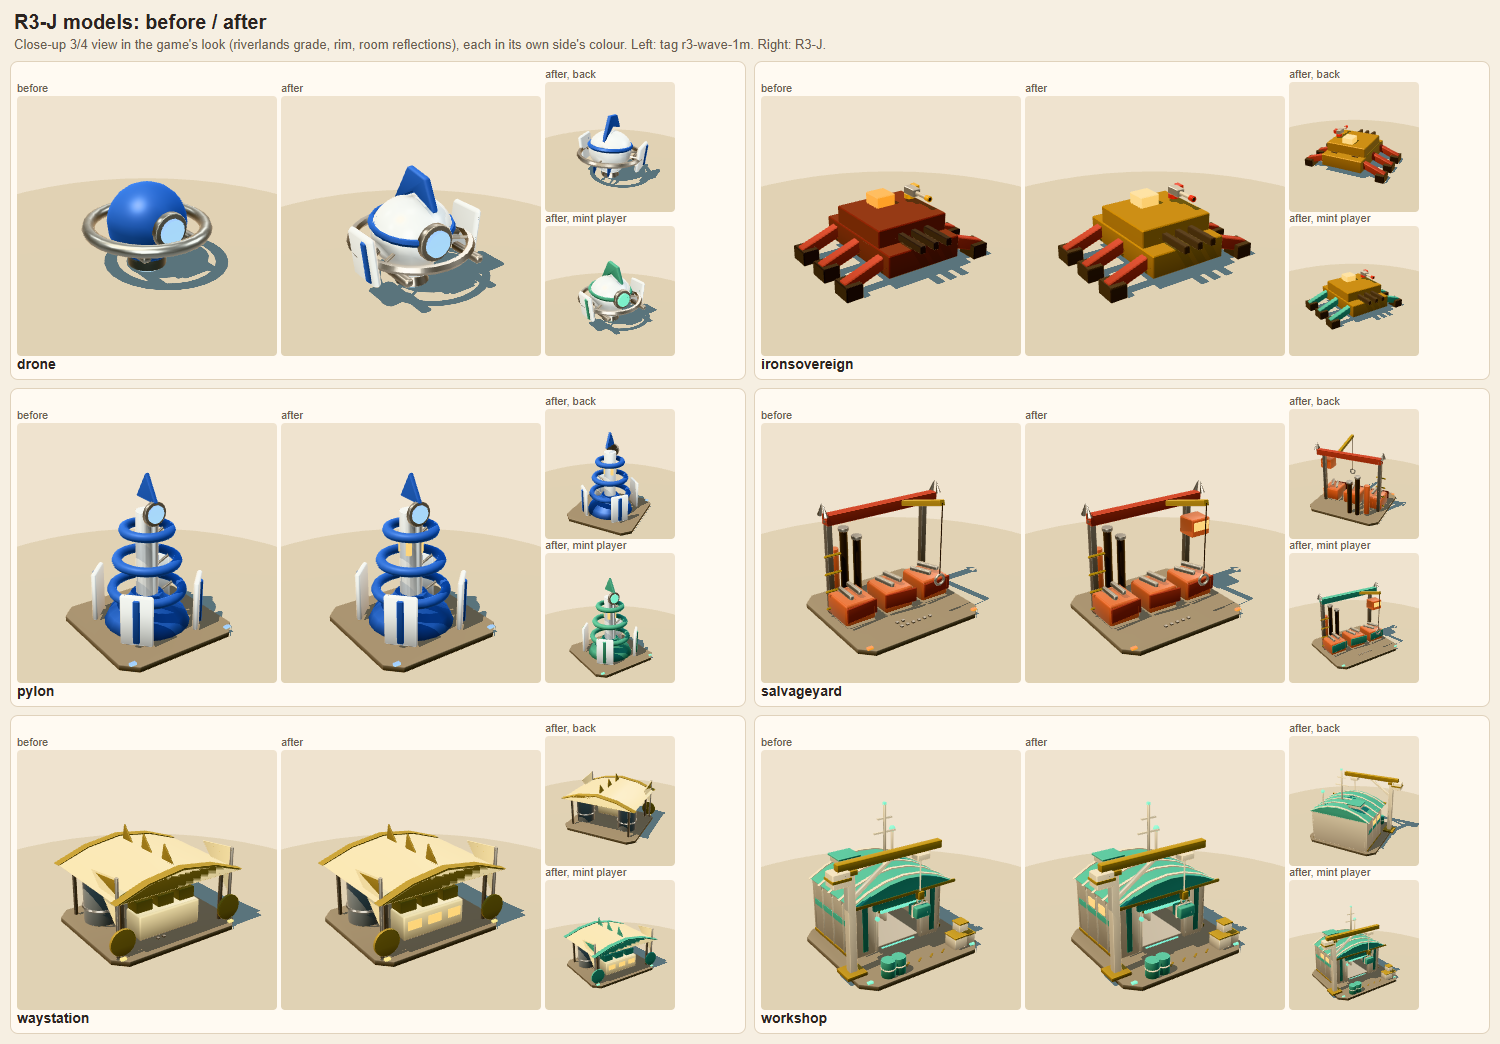 R3-J models: before / after
Close-up 3/4 view in the game's look (riverlands grade, rim, room reflections), each in its own side's colour. Left: tag r3-wave-1m. Right: R3-J.
before
after
after, back
after, mint player
drone
before
after
after, back
after, mint player
ironsovereign
before
after
after, back
after, mint player
pylon
before
after
after, back
after, mint player
salvageyard
before
after
after, back
after, mint player
waystation
before
after
after, back
after, mint player
workshop